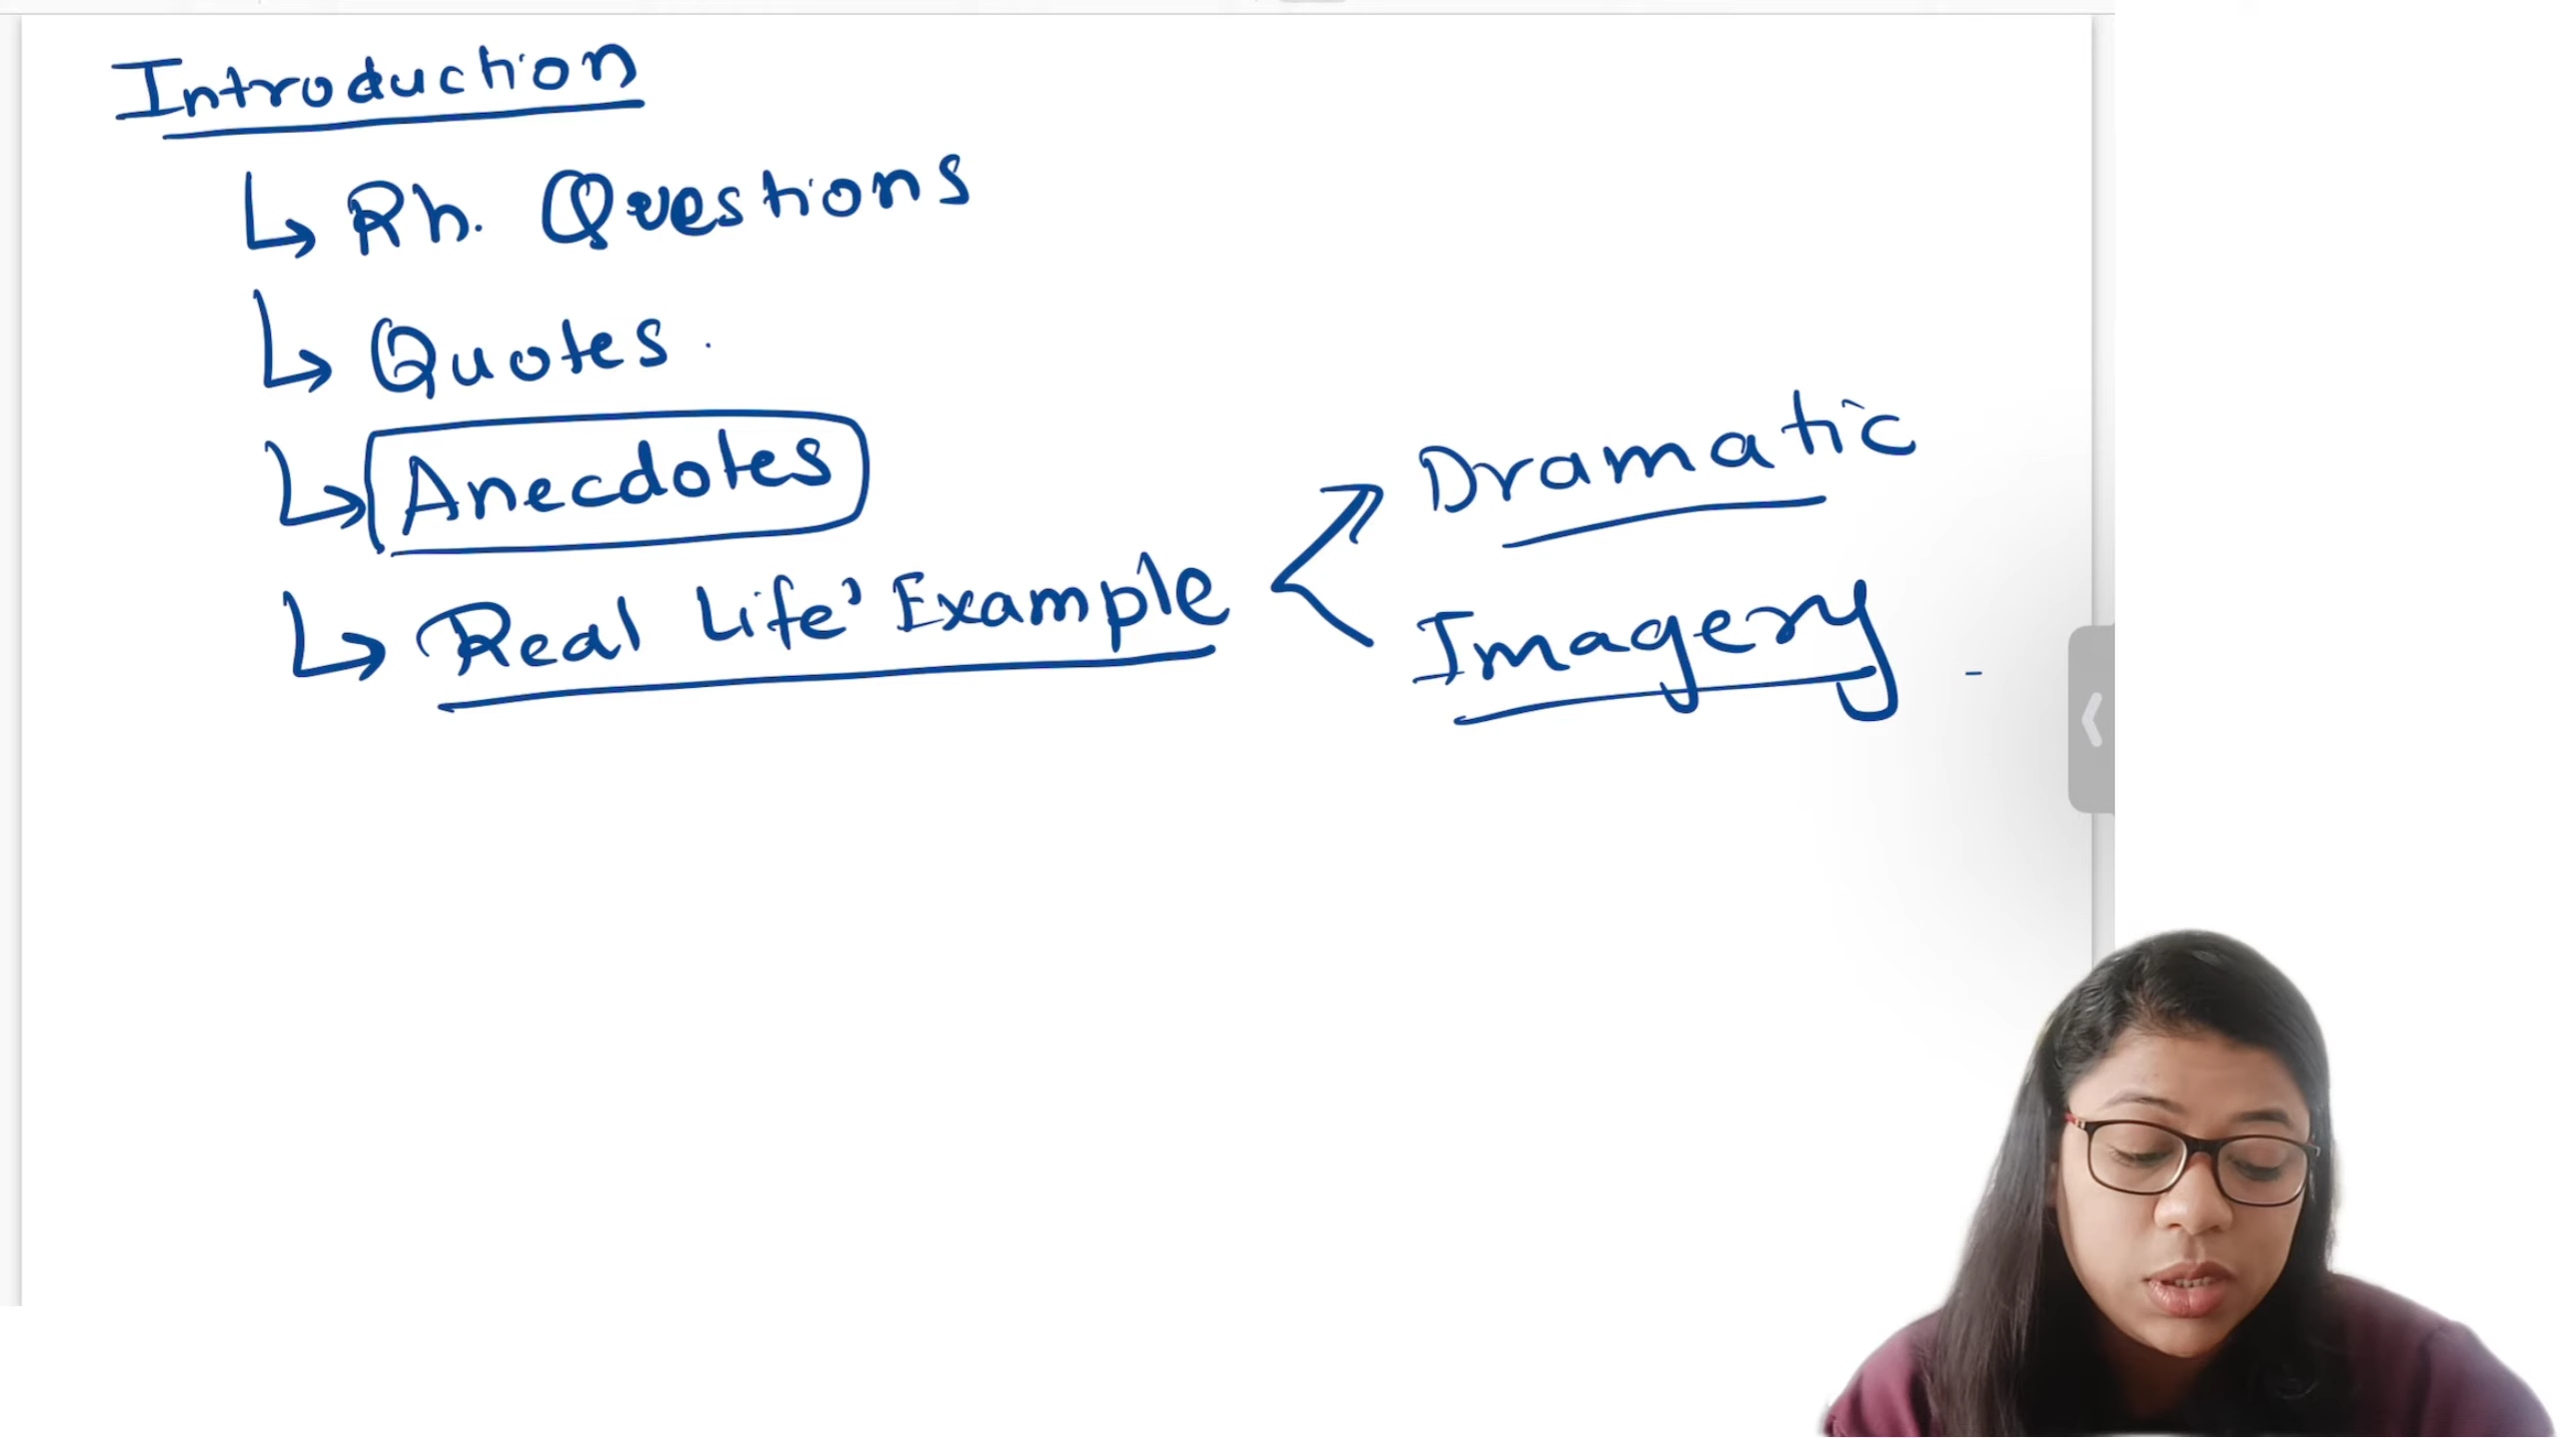 Introduction
↳ Rh. Questions
↳ Quotes.
↳ Anecdotes
↳ Real Life' Example
Dramatic
Imagery